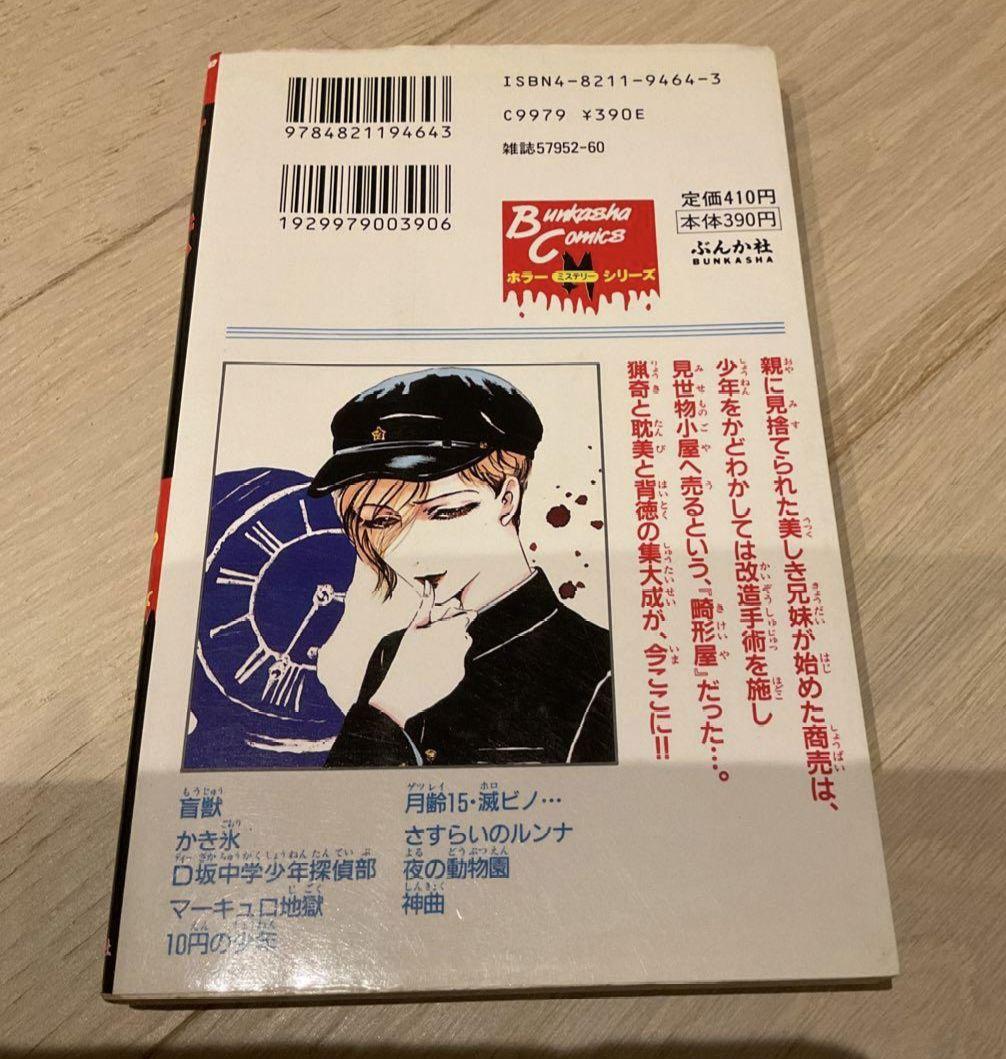 9784821194643
1929979003906
ISBN4-8211-9464-3
C9979 ¥390E
雑誌57952-60
Bunkasha
Comics
ホラー ミステリー シリーズ
M
定価410円
本体390円
ぶんか社
BUNKASHA
親に見捨てられた美しき兄妹が始めた商売は、
少年をかどわかしては改造手術を施し
見世物小屋へ売るという、『畸形屋』だった…。
猟奇と耽美と背徳の集大成が、今ここに!!
盲獣
かき氷
D坂中学少年探偵部
マーキュロ地獄
10円の少年
月齢15・滅ビノ…
さすらいのルンナ
夜の動物園
神曲